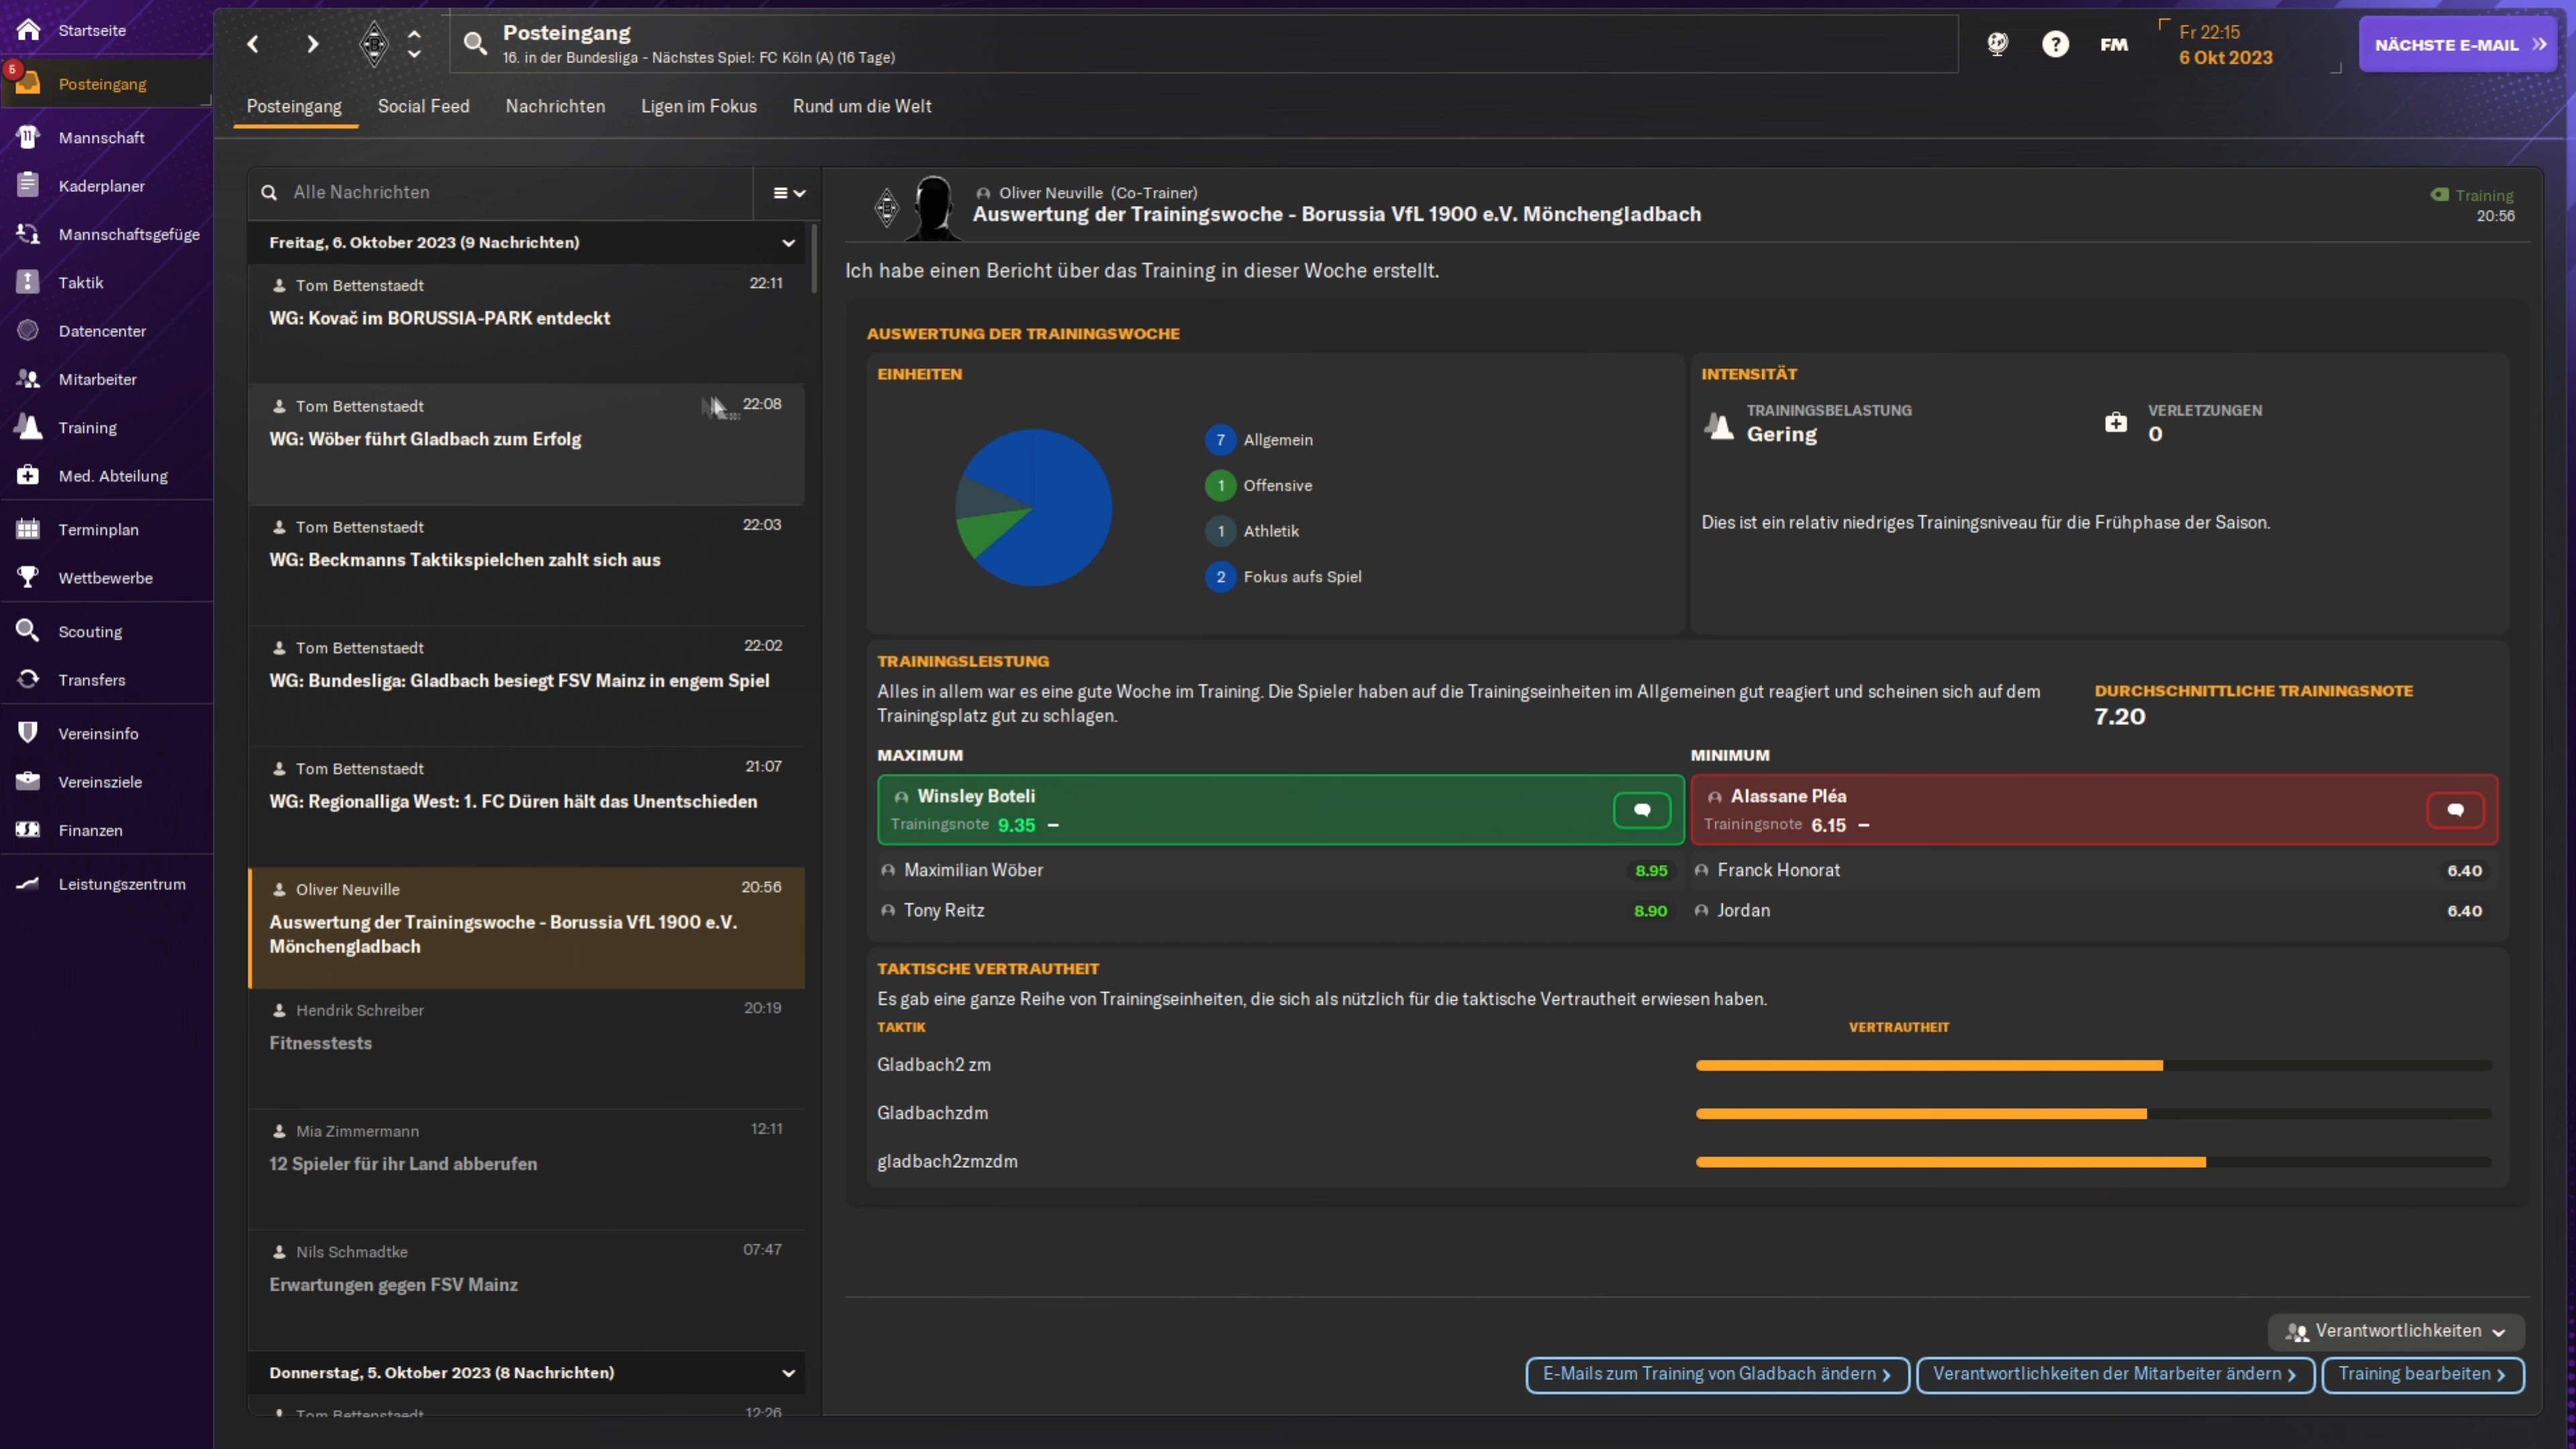 Startseite
5
Posteingang
Mannschaft
Kaderplaner
Mannschaftsgefüge
Taktik
Datencenter
Mitarbeiter
Training
Med. Abteilung
Terminplan
Wettbewerbe
Scouting
Transfers
Vereinsinfo
Vereinsziele
Finanzen
Leistungszentrum
Posteingang
16. in der Bundesliga - Nächstes Spiel: FC Köln (A) (16 Tage)
?
FM
Fr 22:15
6 Okt 2023
NÄCHSTE E-MAIL
Posteingang Social Feed Nachrichten Ligen im Fokus Rund um die Welt
Alle Nachrichten
Freitag, 6. Oktober 2023 (9 Nachrichten)
Tom Bettenstaedt 22:11
WG: Kovač im BORUSSIA-PARK entdeckt
Tom Bettenstaedt 22:08
WG: Wöber führt Gladbach zum Erfolg
Tom Bettenstaedt 22:03
WG: Beckmanns Taktikspielchen zahlt sich aus
Tom Bettenstaedt 22:02
WG: Bundesliga: Gladbach besiegt FSV Mainz in engem Spiel
Tom Bettenstaedt 21:07
WG: Regionalliga West: 1. FC Düren hält das Unentschieden
Oliver Neuville 20:56
Auswertung der Trainingswoche - Borussia VfL 1900 e.V.
Mönchengladbach
Hendrik Schreiber 20:19
Fitnesstests
Mia Zimmermann 12:11
12 Spieler für ihr Land abberufen
Nils Schmadtke 07:47
Erwartungen gegen FSV Mainz
Donnerstag, 5. Oktober 2023 (8 Nachrichten)
Tom Bettenstaedt 12:26
Oliver Neuville (Co-Trainer)
Auswertung der Trainingswoche - Borussia VfL 1900 e.V. Mönchengladbach
Training
20:56
Ich habe einen Bericht über das Training in dieser Woche erstellt.
AUSWERTUNG DER TRAININGSWOCHE
EINHEITEN
7 Allgemein
1 Offensive
1 Athletik
2 Fokus aufs Spiel
INTENSITÄT
TRAININGSBELASTUNG
Gering
VERLETZUNGEN
0
Dies ist ein relativ niedriges Trainingsniveau für die Frühphase der Saison.
TRAININGSLEISTUNG
Alles in allem war es eine gute Woche im Training. Die Spieler haben auf die Trainingseinheiten im Allgemeinen gut reagiert und scheinen sich auf dem
Trainingsplatz gut zu schlagen.
DURCHSCHNITTLICHE TRAININGSNOTE
7.20
MAXIMUM
Winsley Boteli
Trainingsnote 9.35 –
Maximilian Wöber 8.95
Tony Reitz 8.90
MINIMUM
Alassane Pléa
Trainingsnote 6.15 –
Franck Honorat 6.40
Jordan 6.40
TAKTISCHE VERTRAUTHEIT
Es gab eine ganze Reihe von Trainingseinheiten, die sich als nützlich für die taktische Vertrautheit erwiesen haben.
TAKTIK VERTRAUTHEIT
Gladbach2 zm
Gladbachzdm
gladbach2zmzdm
Verantwortlichkeiten
E-Mails zum Training von Gladbach ändern
Verantwortlichkeiten der Mitarbeiter ändern
Training bearbeiten